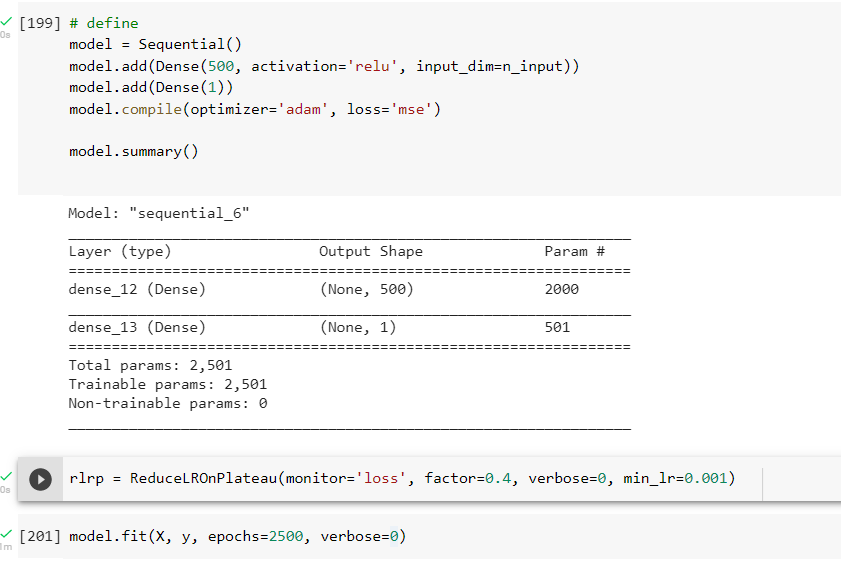 [199] # define
model = Sequential()
model.add(Dense(500, activation='relu', input_dim=n_input))
model.add(Dense(1))
model.compile(optimizer='adam', loss='mse')
model.summary()
0s
Model: "sequential_6"
_________________________________________________________________
Layer (type)                 Output Shape              Param #
=================================================================
dense_12 (Dense)             (None, 500)               2000
_________________________________________________________________
dense_13 (Dense)             (None, 1)                 501
=================================================================
Total params: 2,501
Trainable params: 2,501
Non-trainable params: 0
_________________________________________________________________
rlrp = ReduceLROnPlateau(monitor='loss', factor=0.4, verbose=0, min_lr=0.001)
0s
[201] model.fit(X, y, epochs=2500, verbose=0)
1m